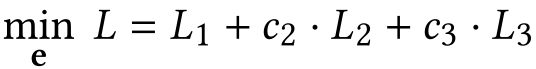 min L = L₁ + c₂ · L₂ + c₃ · L₃
e